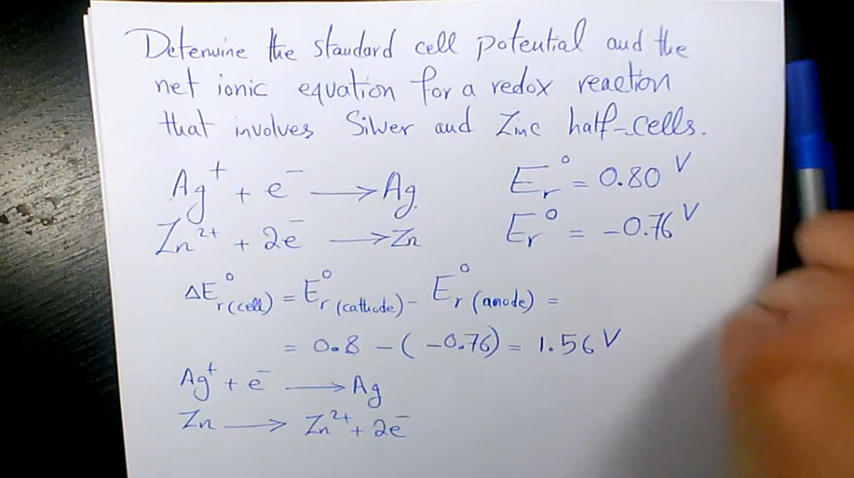 Determine the standard cell potential and the
net ionic equation for a redox reaction
that involves Silver and Zinc half-cells.
Ag⁺ + e⁻ ⟶ Ag    Er° = 0.80 V
Zn²⁺ + 2e⁻ ⟶ Zn    Er° = -0.76 V
ΔE°r(cell) = E°r(cathode) - E°r(anode) =
= 0.8 - (-0.76) = 1.56 V
Ag⁺ + e⁻ ⟶ Ag
Zn ⟶ Zn²⁺ + 2e⁻